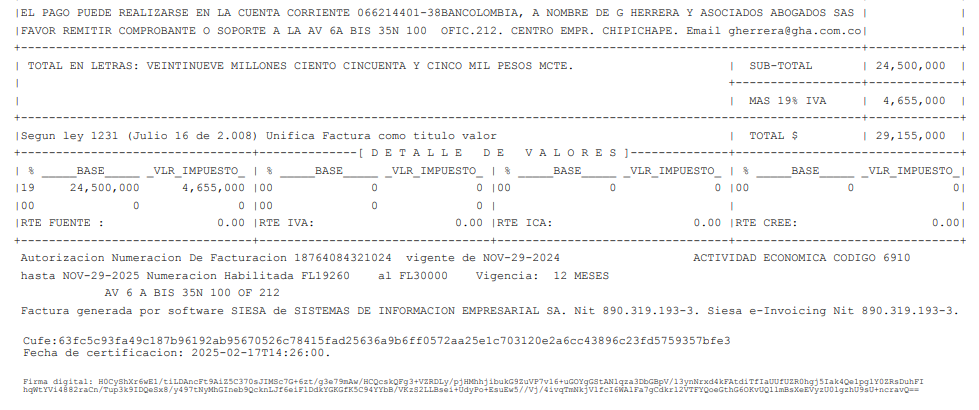 EL PAGO PUEDE REALIZARSE EN LA CUENTA CORRIENTE 066214401-38BANCOLOMBIA, A NOMBRE DE G HERRERA Y ASOCIADOS ABOGADOS SAS
FAVOR REMITIR COMPROBANTE O SOPORTE A LA AV 6A BIS 35N 100  OFIC.212. CENTRO EMPR. CHIPICHAPE. Email gherrera@gha.com.co
TOTAL EN LETRAS: VEINTINUEVE MILLONES CIENTO CINCUENTA Y CINCO MIL PESOS MCTE. | SUB-TOTAL | 24,500,000
MAS 19% IVA | 4,655,000
Segun ley 1231 (Julio 16 de 2.008) Unifica Factura como titulo valor | TOTAL $ | 29,155,000
[ D E T A L L E   D E   V A L O R E S ]
| % _____BASE_____ _VLR_IMPUESTO_ | % _____BASE_____ _VLR_IMPUESTO_ | % _____BASE_____ _VLR_IMPUESTO_ | % _____BASE_____ _VLR_IMPUESTO_
|19 24,500,000 4,655,000 |00 0 0 |00 0 0 |00 0 0|
|00 0 0 |00 0 0 | | |
|RTE FUENTE : 0.00 |RTE IVA: 0.00 |RTE ICA: 0.00 |RTE CREE: 0.00|
Autorizacion Numeracion De Facturacion 18764084321024  vigente de NOV-29-2024 ACTIVIDAD ECONOMICA CODIGO 6910
hasta NOV-29-2025 Numeracion Habilitada FL19260   al FL30000   Vigencia:  12 MESES
AV 6 A BIS 35N 100 OF 212
Factura generada por software SIESA de SISTEMAS DE INFORMACION EMPRESARIAL SA. Nit 890.319.193-3. Siesa e-Invoicing Nit 890.319.193-3.
Cufe:63fc5c93fa49c187b96192ab95670526c78415fad25636a9b6ff0572aa25e1c703120e2a6cc43896c23fd5759357bfe3
Fecha de certificacion: 2025-02-17T14:26:00.
Firma digital: